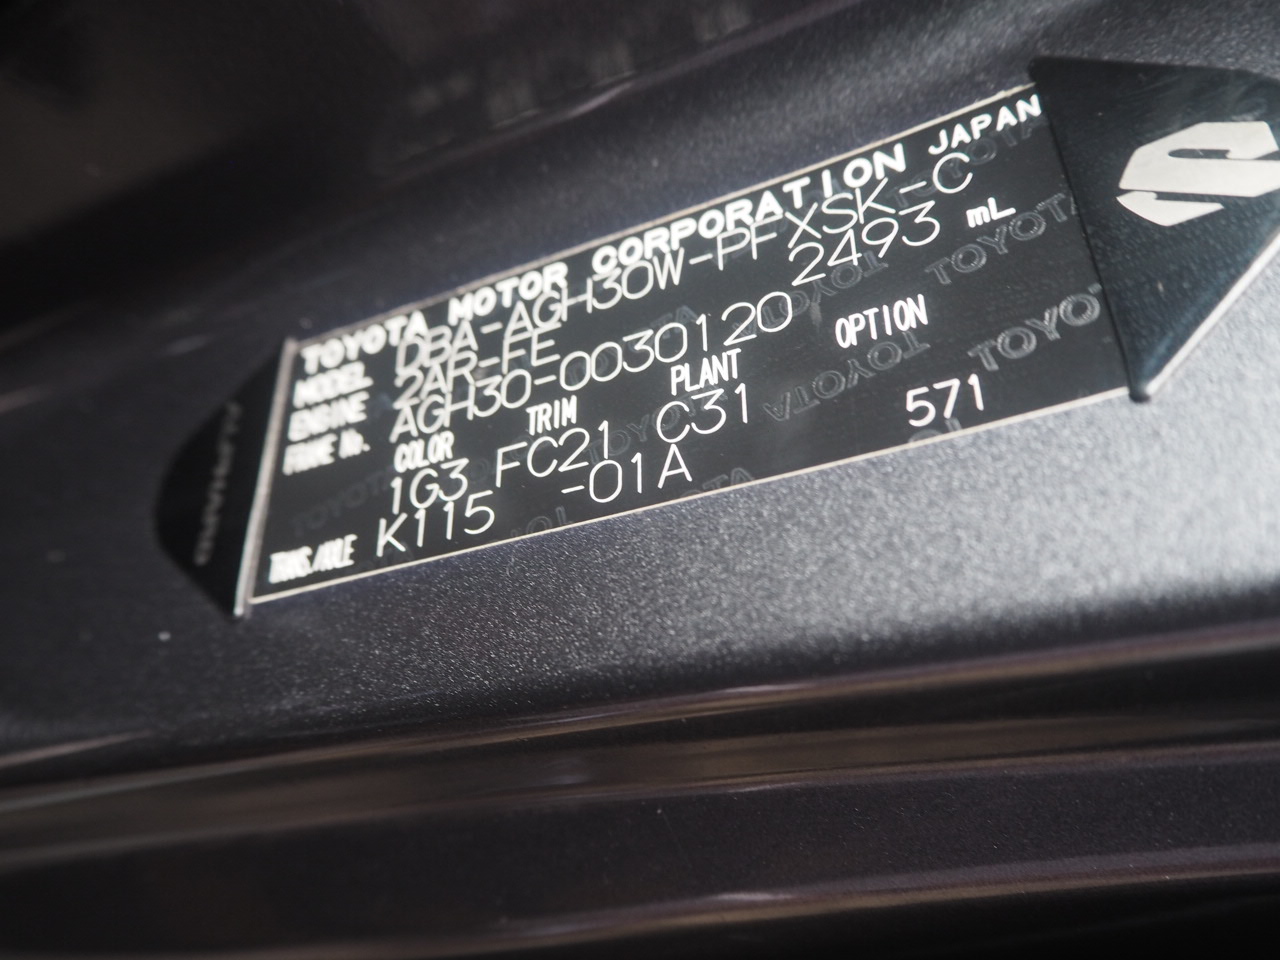 TOYOTA MOTOR CORPORATION JAPAN
MODEL DBA-AGH30W-PFXSK-C
ENGINE 2AR-FE 2493 mL
FRAME No. AGH30-0030120
COLOR TRIM PLANT OPTION
1G3 FC21 C31 571
TRANS./AXLE K115 -01A